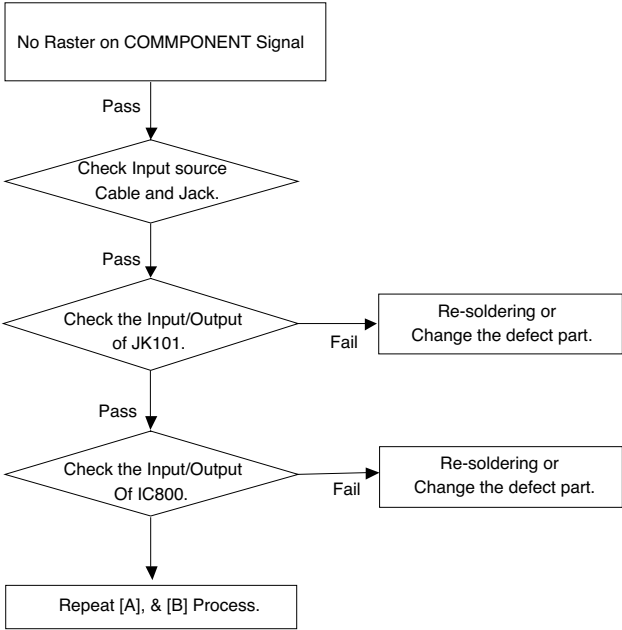 No Raster on COMMPONENT Signal
Pass
Check Input source
Cable and Jack.
Pass
Check the Input/Output
of JK101.
Fail
Re-soldering or
Change the defect part.
Pass
Check the Input/Output
Of IC800.
Fail
Re-soldering or
Change the defect part.
Repeat [A], & [B] Process.